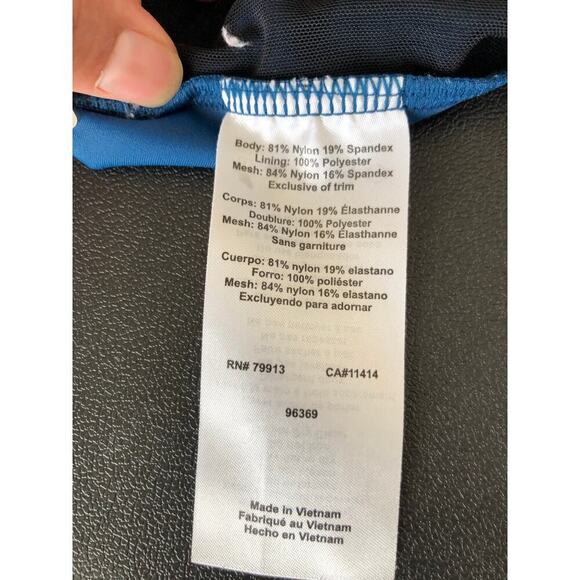 Body: 81% Nylon 19% Spandex
Lining: 100% Polyester
Mesh: 84% Nylon 16% Spandex
Exclusive of trim
Corps: 81% Nylon 19% Élasthanne
Doublure: 100% Polyester
Mesh: 84% Nylon 16% Élasthanne
Sans garniture
Cuerpo: 81% nylon 19% elastano
Forro: 100% poliéster
Mesh: 84% nylon 16% elastano
Excluyendo para adornar
RN# 79913 CA#11414
96369
Made in Vietnam
Fabriqué au Vietnam
Hecho en Vietnam